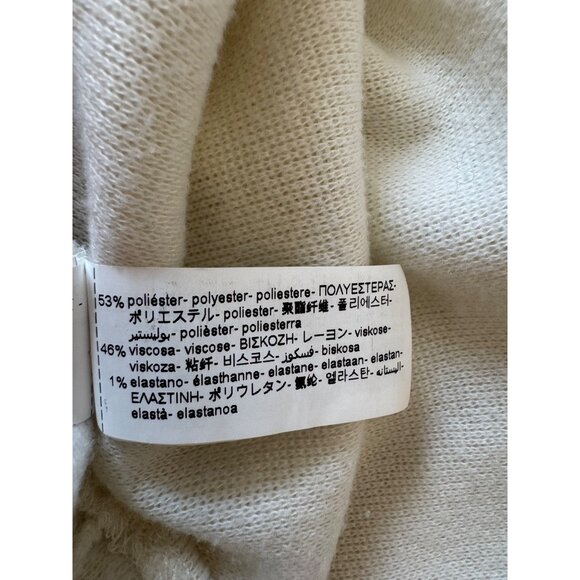 53% poliéster- polyester- poliestere- ΠΟΛΥΕΣΤΕΡΑΣ-
ポリエステル- poliester- 聚酯纤维- 폴리에스터-
بوليستير- polièster- poliesterra
46% viscosa- viscose- ΒΙΣΚΟΖΗ- レーヨン- viskose-
viskoza- 粘纤- 비스코스- فسكوز- biskosa
1% elastano- élasthanne- elastane- elastaan- elastan-
ΕΛΑΣΤΙΝΗ- ポリウレタン- 氨纶- 엘라스탄- اليستانه-
elastà- elastanoa